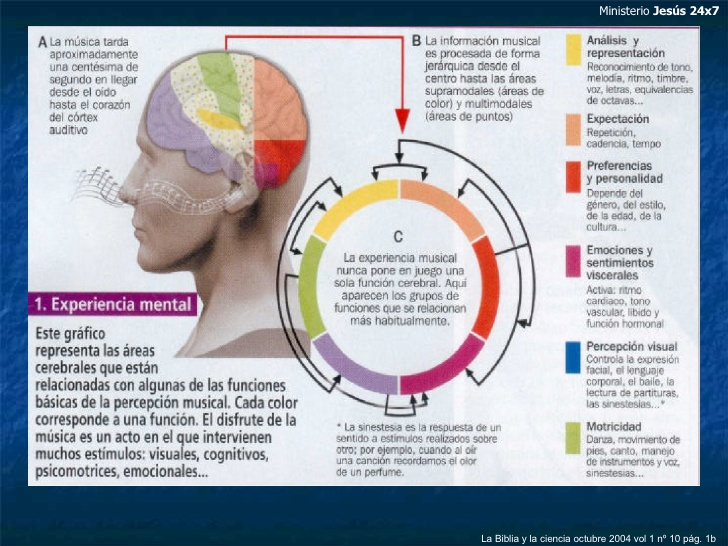 Ministerio Jesús 24x7
A La música tarda
aproximadamente
una centésima de
segundo en llegar
desde el oído
hasta el corazón
del córtex
auditivo
B La información musical
es procesada de forma
jerárquica desde el
centro hasta las áreas
supramodales (áreas de
color) y multimodales
(áreas de puntos)
C
La experiencia musical
nunca pone en juego una
sola función cerebral. Aquí
aparecen los grupos de
funciones que se relacionan
más habitualmente.
1. Experiencia mental
Este gráfico
representa las áreas
cerebrales que están
relacionadas con algunas de las funciones
básicas de la percepción musical. Cada color
corresponde a una función. El disfrute de la
música es un acto en el que intervienen
muchos estímulos: visuales, cognitivos,
psicomotrices, emocionales...
* La sinestesia es la respuesta de un
sentido a estímulos realizados sobre
otro; por ejemplo, cuando al oír
una canción recordamos el olor
de un perfume.
Análisis y
representación
Reconocimiento de tono,
melodía, ritmo, timbre,
voz, letras, equivalencias
de octavas...
Expectación
Repetición,
cadencia, tempo
Preferencias
y personalidad
Depende del
género, del estilo,
de la edad, de la
cultura...
Emociones y
sentimientos
viscerales
Activa: ritmo
cardiaco, tono
vascular, libido y
función hormonal
Percepción visual
Controla la expresión
facial, el lenguaje
corporal, el baile, la
lectura de partituras,
las sinestesias...*
Motricidad
Danza, movimiento de
pies, canto, manejo
de instrumentos y voz,
sinestesias...
La Biblia y la ciencia octubre 2004 vol 1 nº 10 pág. 1b